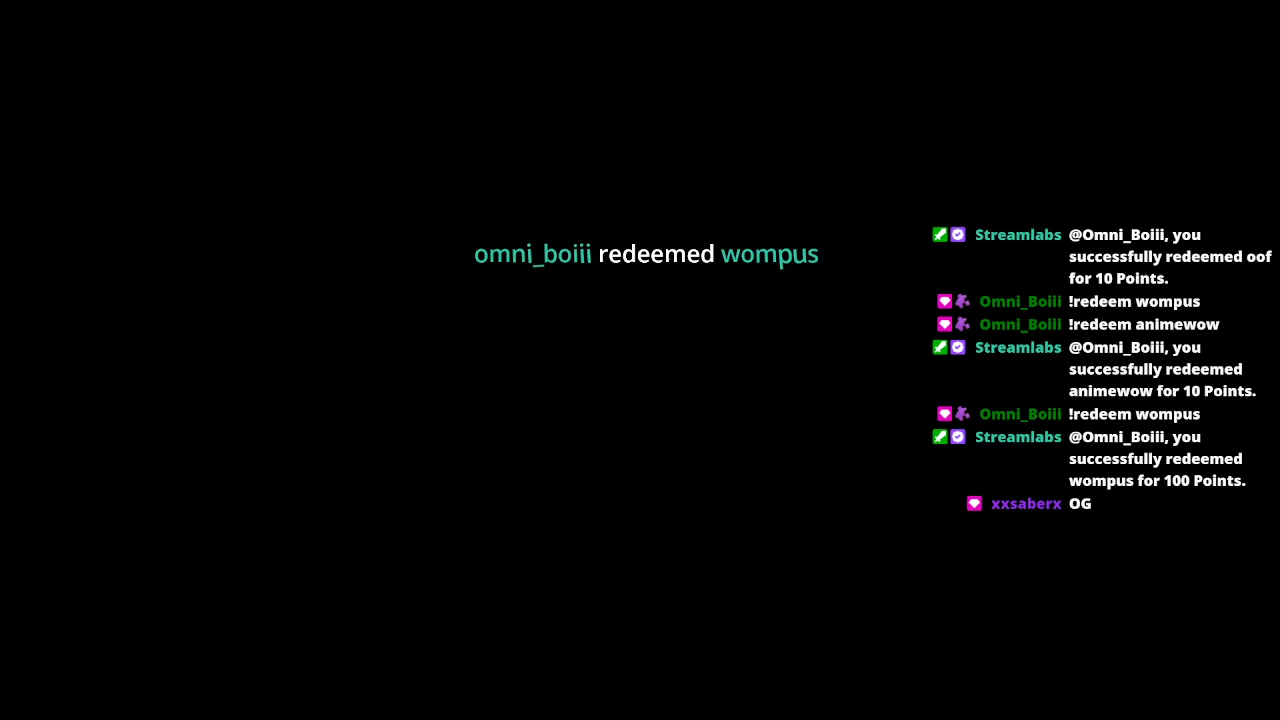 omni_boiii redeemed wompus
Streamlabs @Omni_Boiii, you
successfully redeemed oof
for 10 Points.
Omni_Boiii !redeem wompus
Omni_Boiii !redeem animewow
Streamlabs @Omni_Boiii, you
successfully redeemed
animewow for 10 Points.
Omni_Boiii !redeem wompus
Streamlabs @Omni_Boiii, you
successfully redeemed
wompus for 100 Points.
xxsaberx OG